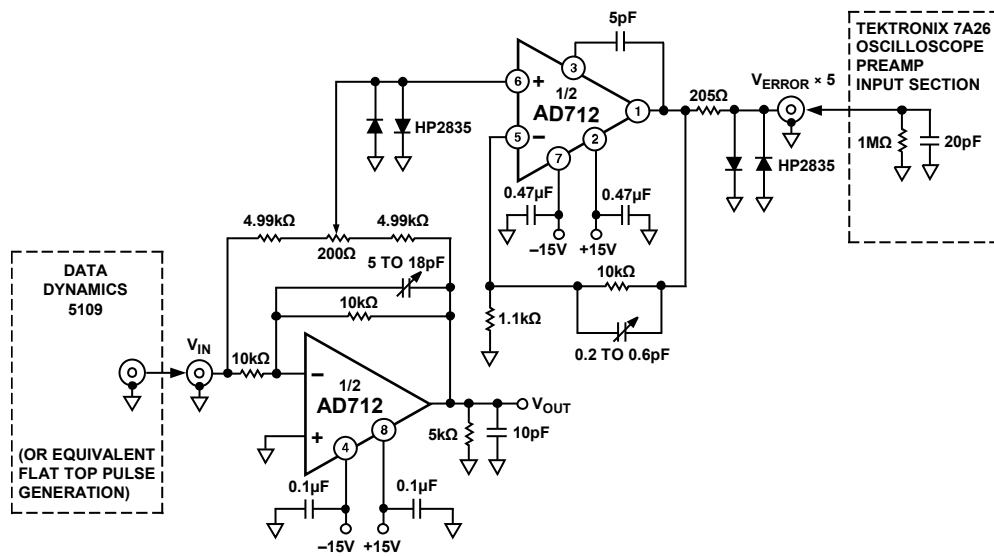 5pF
TEKTRONIX 7A26
OSCILLOSCOPE
PREAMP
INPUT SECTION
3
6
+
1/2
AD712
1
5
–
2
7
VERROR × 5
205Ω
HP2835
HP2835
1MΩ
20pF
0.47µF
0.47µF
–15V
+15V
4.99kΩ
4.99kΩ
200Ω
5 TO 18pF
10kΩ
10kΩ
1.1kΩ
0.2 TO 0.6pF
DATA
DYNAMICS
5109
VIN
10kΩ
–
1/2
AD712
+
8
4
VOUT
5kΩ
10pF
(OR EQUIVALENT
FLAT TOP PULSE
GENERATION)
0.1µF
0.1µF
–15V
+15V